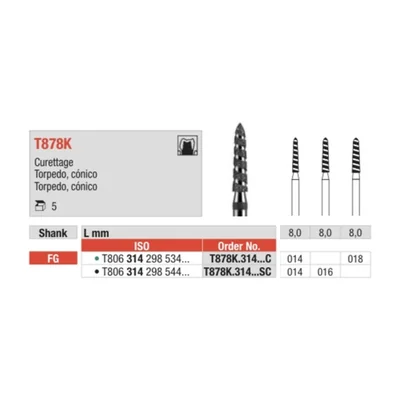 T878K
Curettage
Torpedo, cónico
Torpedo, cónico
5
Shank L mm 8,0 8,0 8,0
ISO Order No.
FG • T806 314 298 534... T878K.314...C 014 018
• T806 314 298 544... T878K.314...SC 014 016